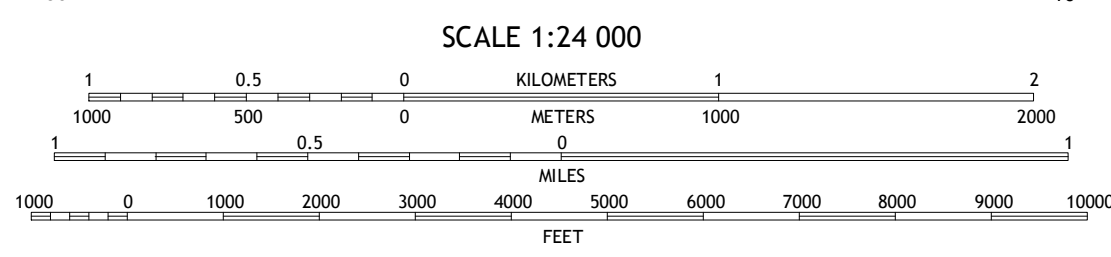 SCALE 1:24 000
1 0.5 0 KILOMETERS 1 2
1000 500 0 METERS 1000 2000
1 0.5 0 1
MILES
1000 0 1000 2000 3000 4000 5000 6000 7000 8000 9000 10000
FEET